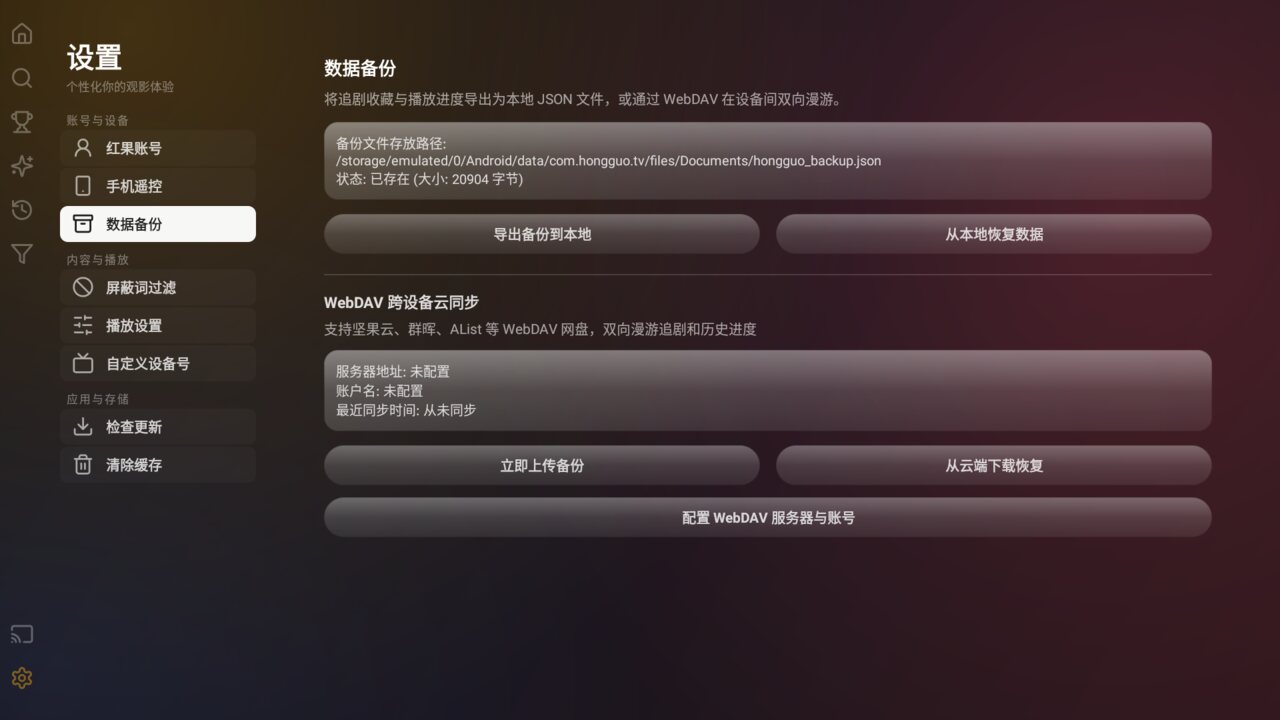 设置
个性化你的观影体验
账号与设备
红果账号
手机遥控
数据备份
内容与播放
屏蔽词过滤
播放设置
自定义设备号
应用与存储
检查更新
清除缓存
数据备份
将追剧收藏与播放进度导出为本地 JSON 文件，或通过 WebDAV 在设备间双向漫游。
备份文件存放路径:
/storage/emulated/0/Android/data/com.hongguo.tv/files/Documents/hongguo_backup.json
状态: 已存在 (大小: 20904 字节)
导出备份到本地
从本地恢复数据
WebDAV 跨设备云同步
支持坚果云、群晖、AList 等 WebDAV 网盘，双向漫游追剧和历史进度
服务器地址: 未配置
账户名: 未配置
最近同步时间: 从未同步
立即上传备份
从云端下载恢复
配置 WebDAV 服务器与账号